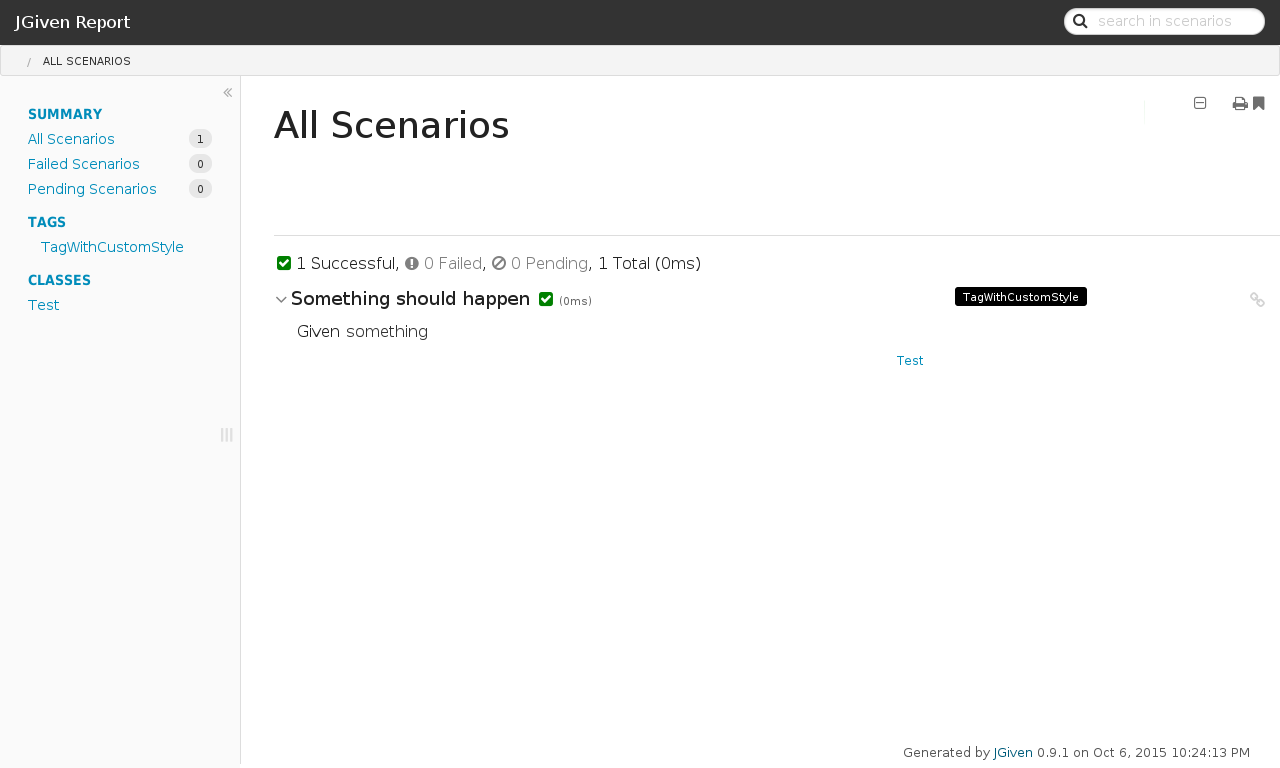 JGiven Report
search in scenarios
/ ALL SCENARIOS
SUMMARY
All Scenarios 1
Failed Scenarios 0
Pending Scenarios 0
TAGS
TagWithCustomStyle
CLASSES
Test
All Scenarios
1 Successful, 0 Failed, 0 Pending, 1 Total (0ms)
Something should happen (0ms) TagWithCustomStyle
Given something
Test
Generated by JGiven 0.9.1 on Oct 6, 2015 10:24:13 PM